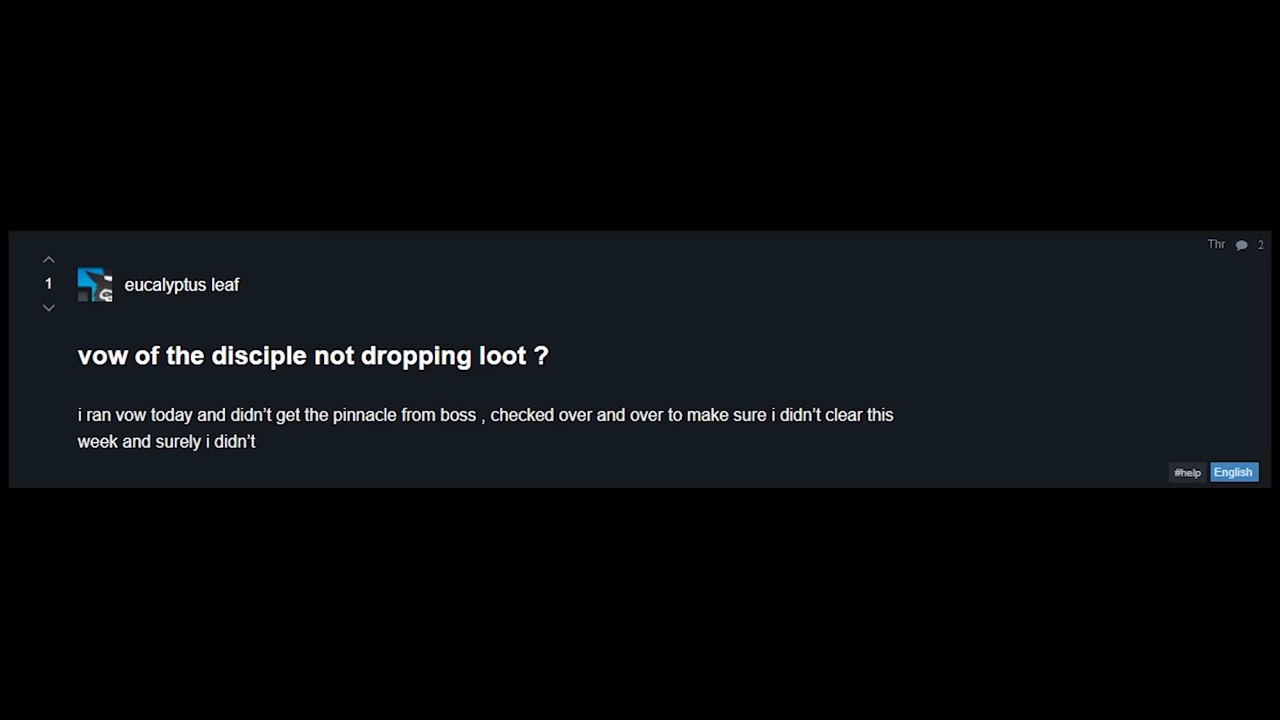 Thr 2
1
eucalyptus leaf
vow of the disciple not dropping loot ?
i ran vow today and didn’t get the pinnacle from boss , checked over and over to make sure i didn’t clear this
week and surely i didn’t
#help English